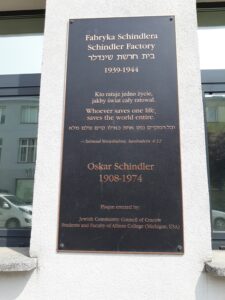 Fabryka Schindlera
Schindler Factory
בית חרשת שינדלר
1939-1944
Kto ratuje jedno życie,
jakby świat cały ratował.
Whoever saves one life,
saves the world entire.
Oskar Schindler
1908-1974
Plaque erected by:
Jewish Community Council of Cracow
Students and Faculty of Albion College (Michigan, USA)